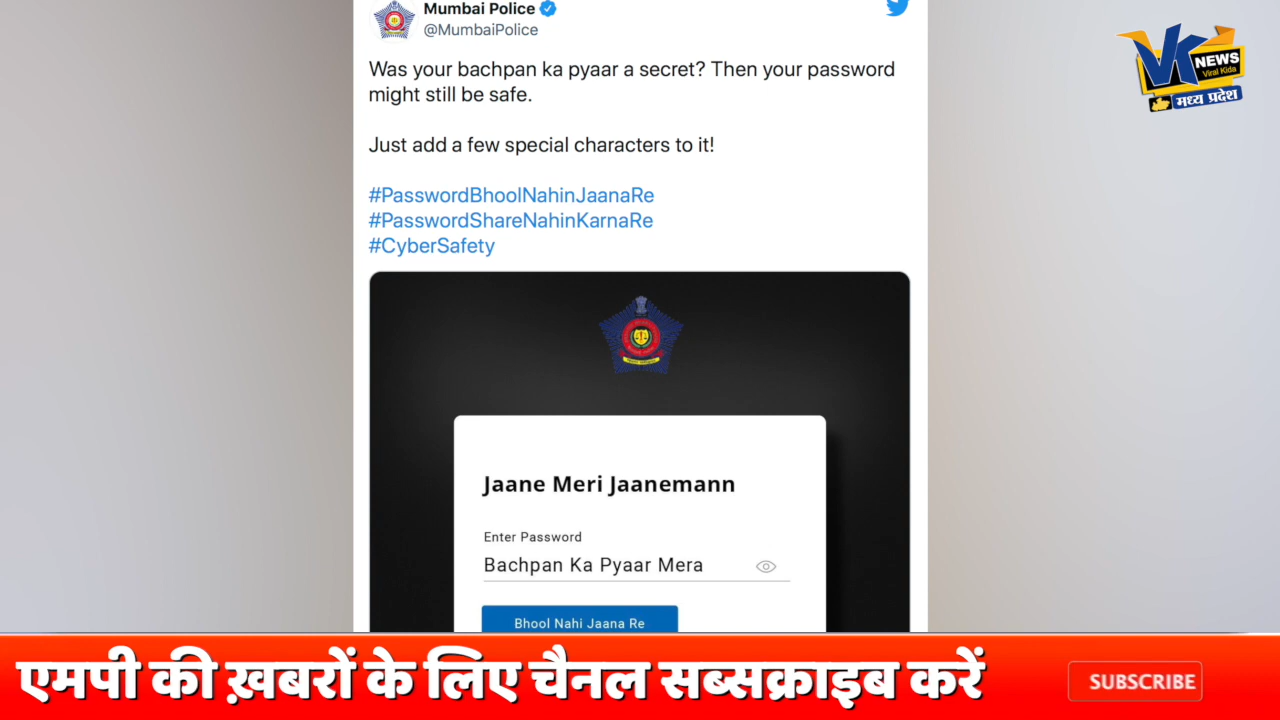 Mumbai Police
@MumbaiPolice
VK NEWS
Viral Kida
मध्य प्रदेश
Was your bachpan ka pyaar a secret? Then your password
might still be safe.
Just add a few special characters to it!
#PasswordBhoolNahinJaanaRe
#PasswordShareNahinKarnaRe
#CyberSafety
Jaane Meri Jaanemann
Enter Password
Bachpan Ka Pyaar Mera
Bhool Nahi Jaana Re
एमपी की ख़बरों के लिए चैनल सब्सक्राइब करें
SUBSCRIBE